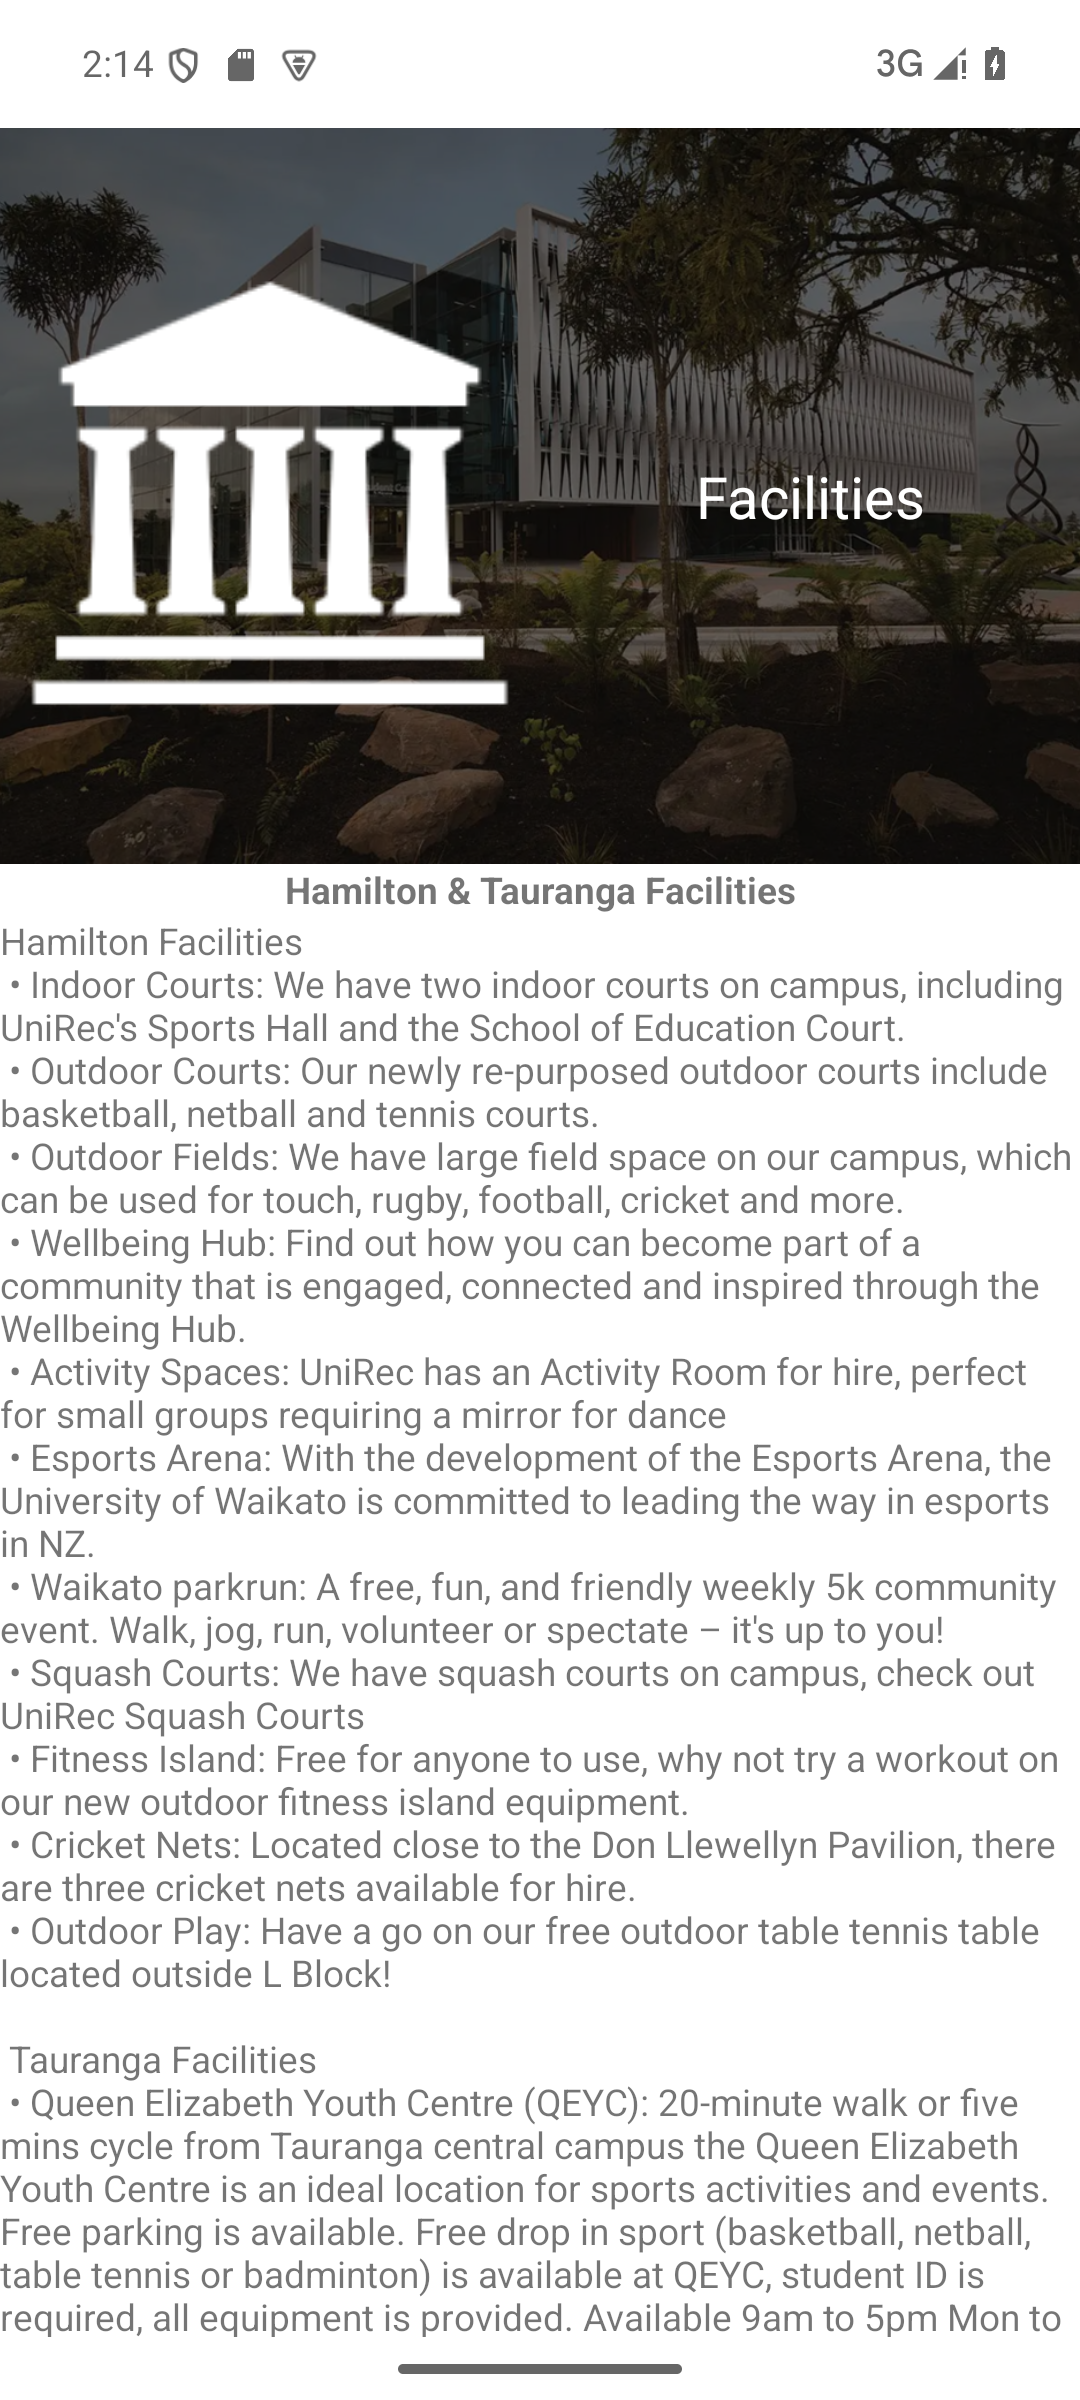 2:14
3G
Facilities
Hamilton & Tauranga Facilities
Hamilton Facilities
• Indoor Courts: We have two indoor courts on campus, including
UniRec's Sports Hall and the School of Education Court.
• Outdoor Courts: Our newly re-purposed outdoor courts include
basketball, netball and tennis courts.
• Outdoor Fields: We have large field space on our campus, which
can be used for touch, rugby, football, cricket and more.
• Wellbeing Hub: Find out how you can become part of a
community that is engaged, connected and inspired through the
Wellbeing Hub.
• Activity Spaces: UniRec has an Activity Room for hire, perfect
for small groups requiring a mirror for dance
• Esports Arena: With the development of the Esports Arena, the
University of Waikato is committed to leading the way in esports
in NZ.
• Waikato parkrun: A free, fun, and friendly weekly 5k community
event. Walk, jog, run, volunteer or spectate – it's up to you!
• Squash Courts: We have squash courts on campus, check out
UniRec Squash Courts
• Fitness Island: Free for anyone to use, why not try a workout on
our new outdoor fitness island equipment.
• Cricket Nets: Located close to the Don Llewellyn Pavilion, there
are three cricket nets available for hire.
• Outdoor Play: Have a go on our free outdoor table tennis table
located outside L Block!
Tauranga Facilities
• Queen Elizabeth Youth Centre (QEYC): 20-minute walk or five
mins cycle from Tauranga central campus the Queen Elizabeth
Youth Centre is an ideal location for sports activities and events.
Free parking is available. Free drop in sport (basketball, netball,
table tennis or badminton) is available at QEYC, student ID is
required, all equipment is provided. Available 9am to 5pm Mon to